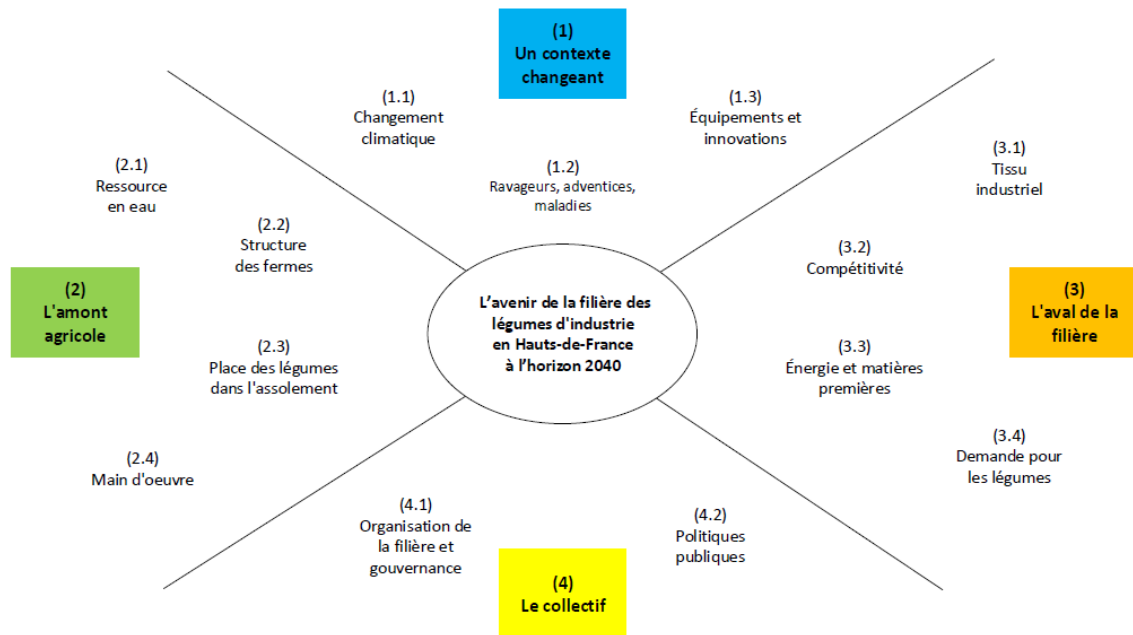 (1)
Un contexte
changeant
(1.1)
Changement
climatique
(1.2)
Ravageurs, adventices,
maladies
(1.3)
Équipements et
innovations
(2)
L'amont
agricole
(2.1)
Ressource
en eau
(2.2)
Structure
des fermes
(2.3)
Place des légumes
dans l'assolement
(2.4)
Main d'oeuvre
L’avenir de la filière des
légumes d'industrie
en Hauts-de-France
à l’horizon 2040
(3)
L'aval de la
filière
(3.1)
Tissu
industriel
(3.2)
Compétitivité
(3.3)
Énergie et matières
premières
(3.4)
Demande pour
les légumes
(4)
Le collectif
(4.1)
Organisation de
la filière et
gouvernance
(4.2)
Politiques
publiques